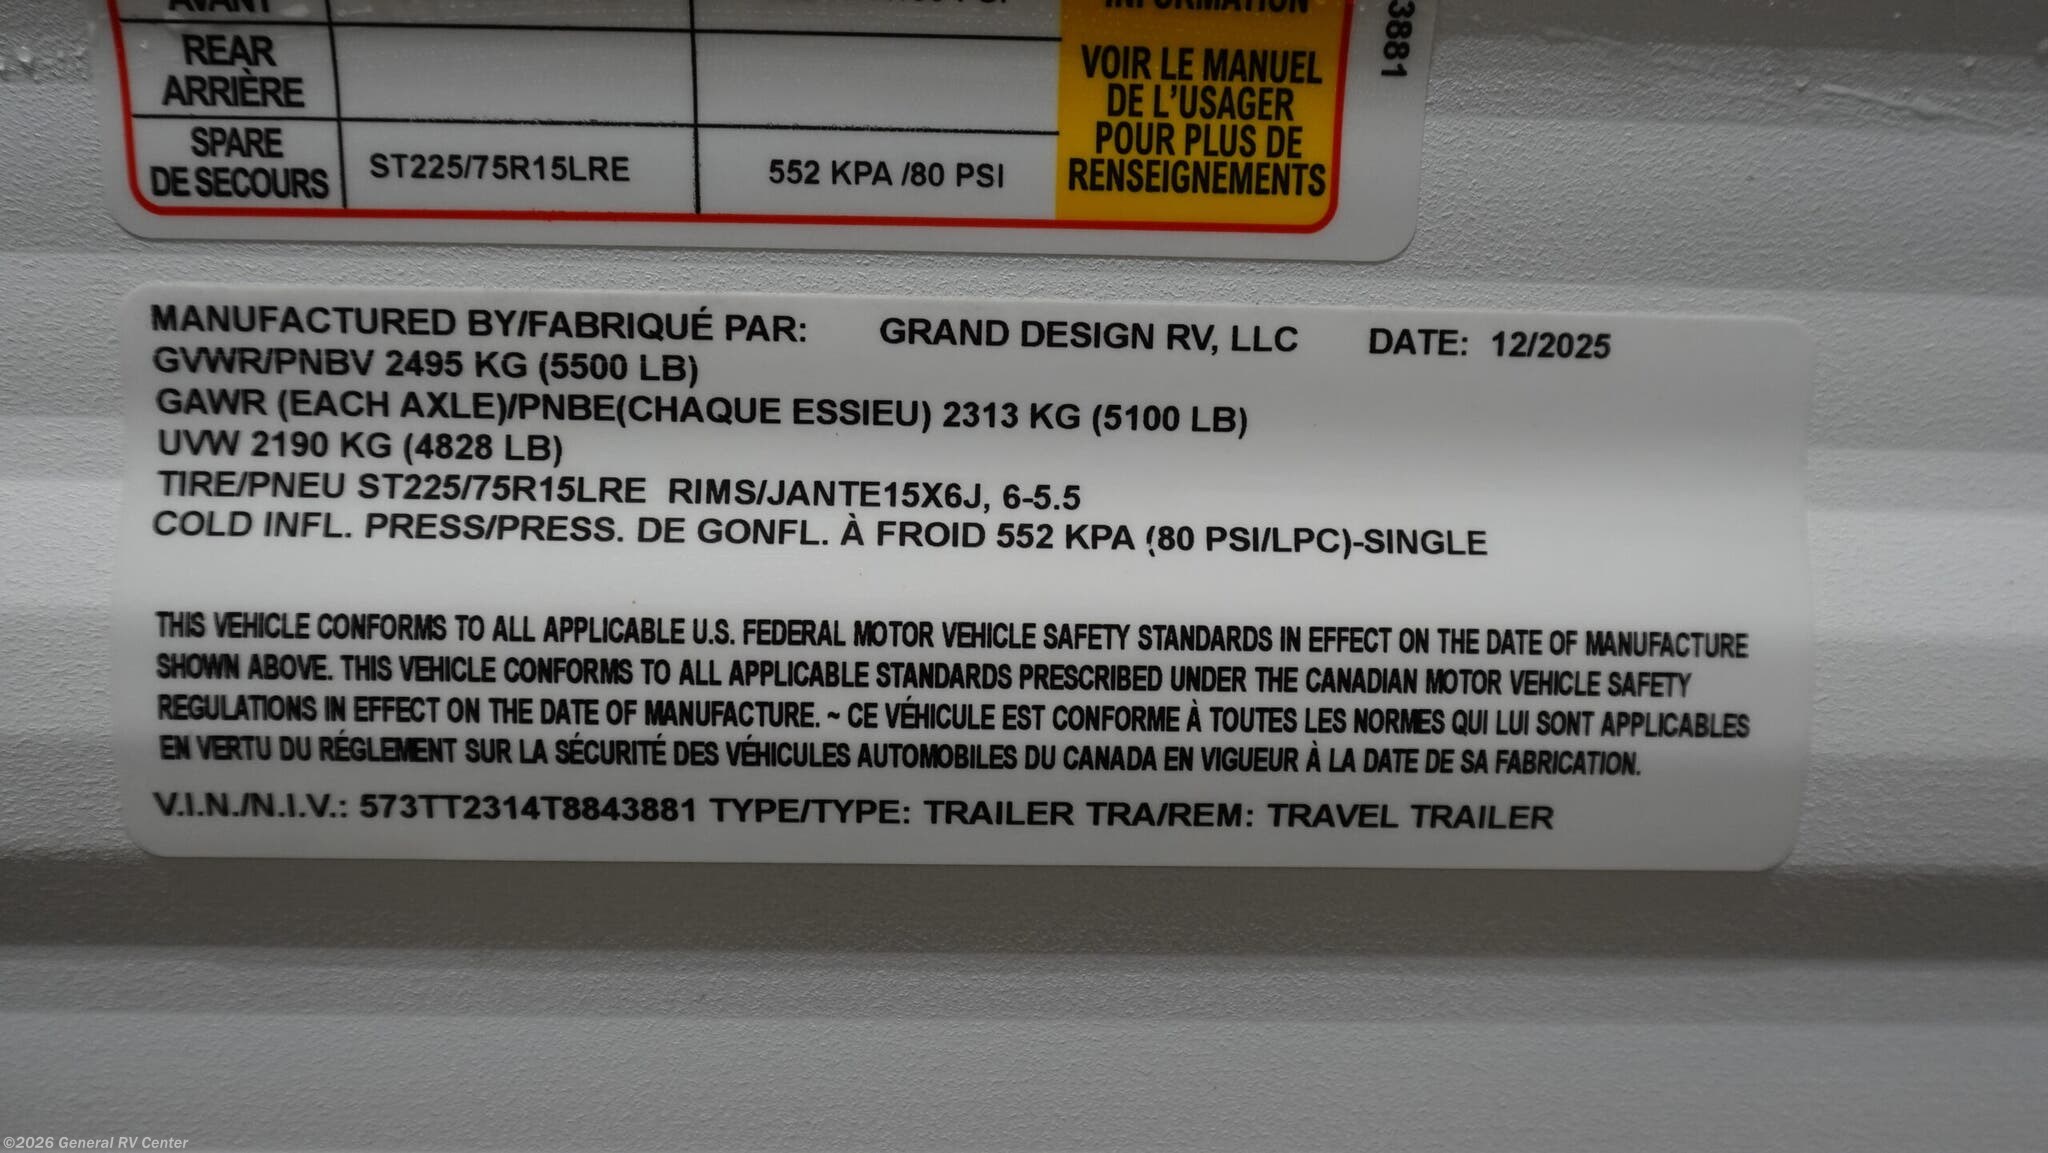 AVANT
INFORMATION
3881
REAR
ARRIÈRE
VOIR LE MANUEL
DE L'USAGER
POUR PLUS DE
RENSEIGNEMENTS
SPARE
DE SECOURS
ST225/75R15LRE
552 KPA /80 PSI
MANUFACTURED BY/FABRIQUÉ PAR: GRAND DESIGN RV, LLC DATE: 12/2025
GVWR/PNBV 2495 KG (5500 LB)
GAWR (EACH AXLE)/PNBE(CHAQUE ESSIEU) 2313 KG (5100 LB)
UVW 2190 KG (4828 LB)
TIRE/PNEU ST225/75R15LRE RIMS/JANTE15X6J, 6-5.5
COLD INFL. PRESS/PRESS. DE GONFL. À FROID 552 KPA (80 PSI/LPC)-SINGLE
THIS VEHICLE CONFORMS TO ALL APPLICABLE U.S. FEDERAL MOTOR VEHICLE SAFETY STANDARDS IN EFFECT ON THE DATE OF MANUFACTURE
SHOWN ABOVE. THIS VEHICLE CONFORMS TO ALL APPLICABLE STANDARDS PRESCRIBED UNDER THE CANADIAN MOTOR VEHICLE SAFETY
REGULATIONS IN EFFECT ON THE DATE OF MANUFACTURE. ~ CE VÉHICULE EST CONFORME À TOUTES LES NORMES QUI LUI SONT APPLICABLES
EN VERTU DU RÉGLEMENT SUR LA SÉCURITÉ DES VÉHICULES AUTOMOBILES DU CANADA EN VIGUEUR À LA DATE DE SA FABRICATION.
V.I.N./N.I.V.: 573TT2314T8843881 TYPE/TYPE: TRAILER TRA/REM: TRAVEL TRAILER
©2026 General RV Center